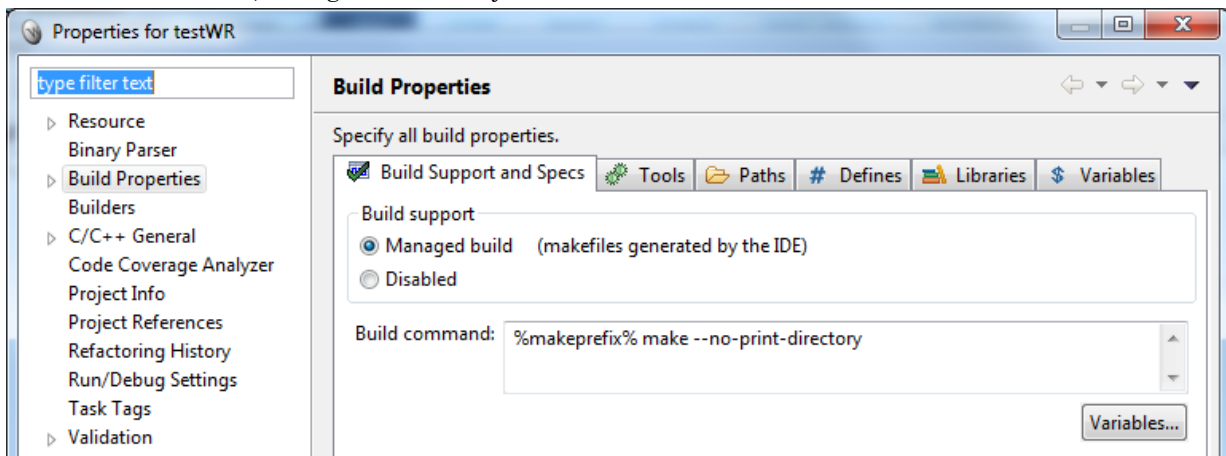 Properties for testWR
type filter text
Resource
Binary Parser
Build Properties
Builders
C/C++ General
Code Coverage Analyzer
Project Info
Project References
Refactoring History
Run/Debug Settings
Task Tags
Validation
Build Properties
Specify all build properties.
Build Support and Specs Tools Paths # Defines Libraries $ Variables
Build support
Managed build (makefiles generated by the IDE)
Disabled
Build command: %makeprefix% make --no-print-directory
Variables...